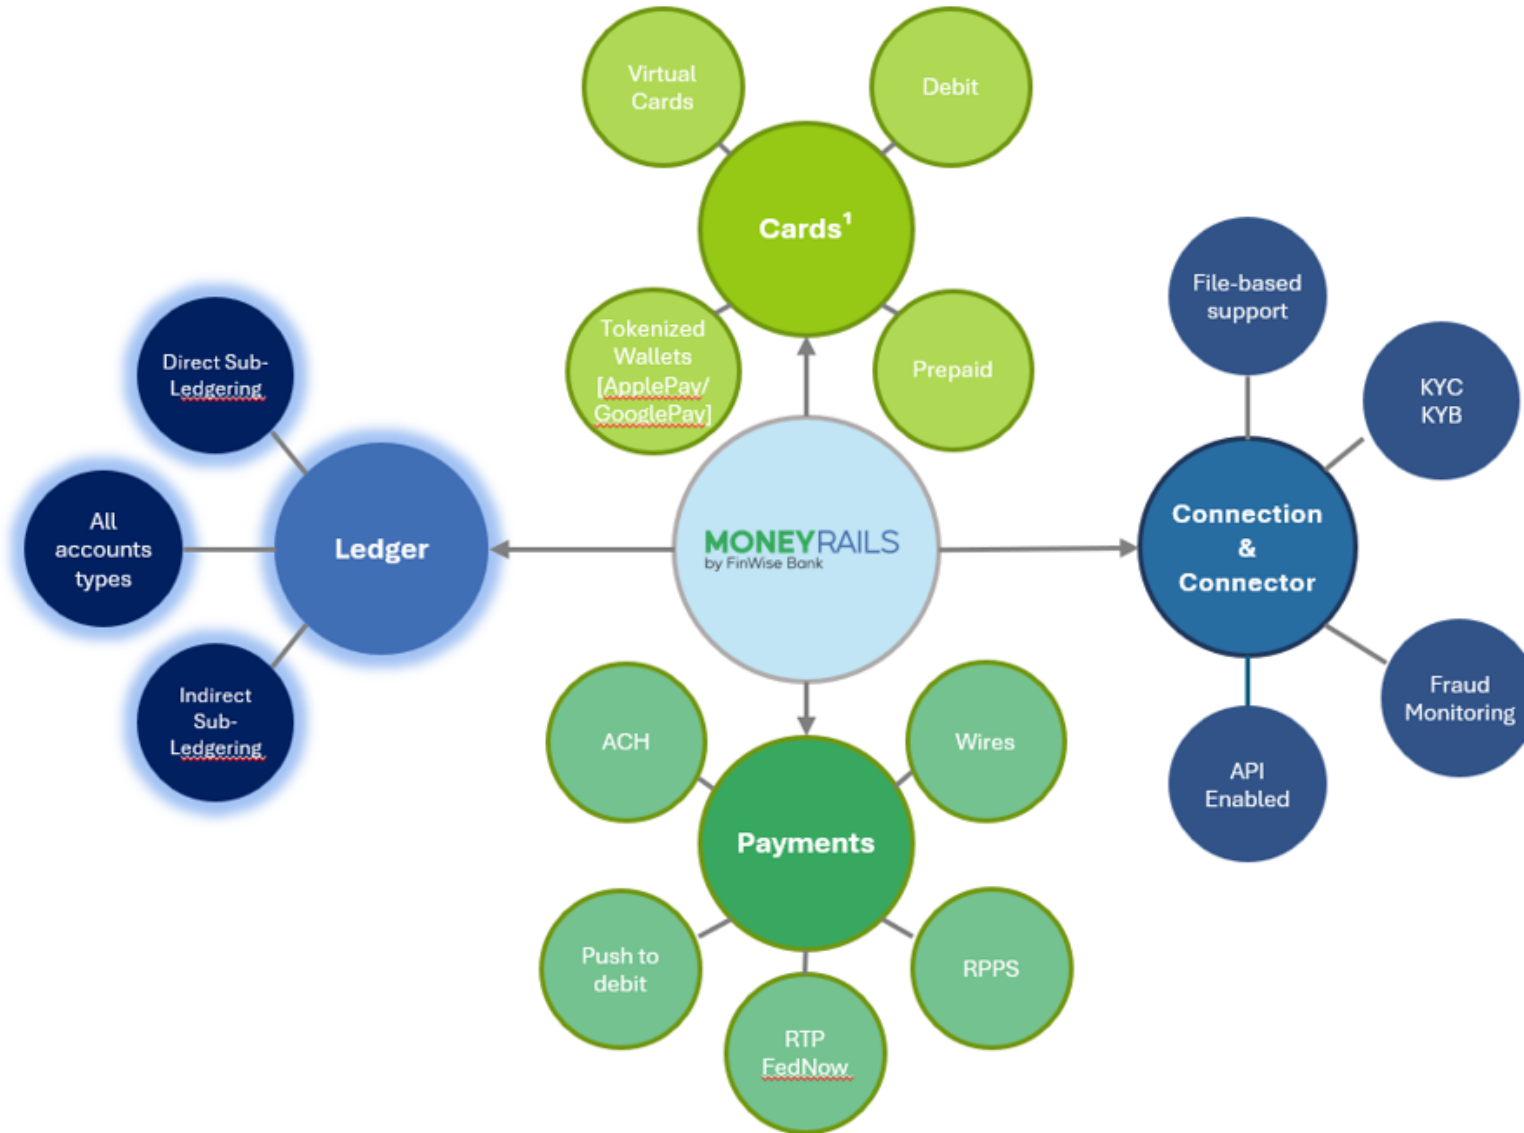 Virtual
Cards
Debit
Cards¹
Tokenized
Wallets
[ApplePay/
GooglePay]
Prepaid
File-based
support
KYC
KYB
Connection
&
Connector
Fraud
Monitoring
API
Enabled
Direct Sub-
Ledgering
All
accounts
types
Indirect
Sub-
Ledgering
Ledger
MONEYRAILS
by FinWise Bank
ACH
Wires
Payments
Push to
debit
RTP
FedNow
RPPS